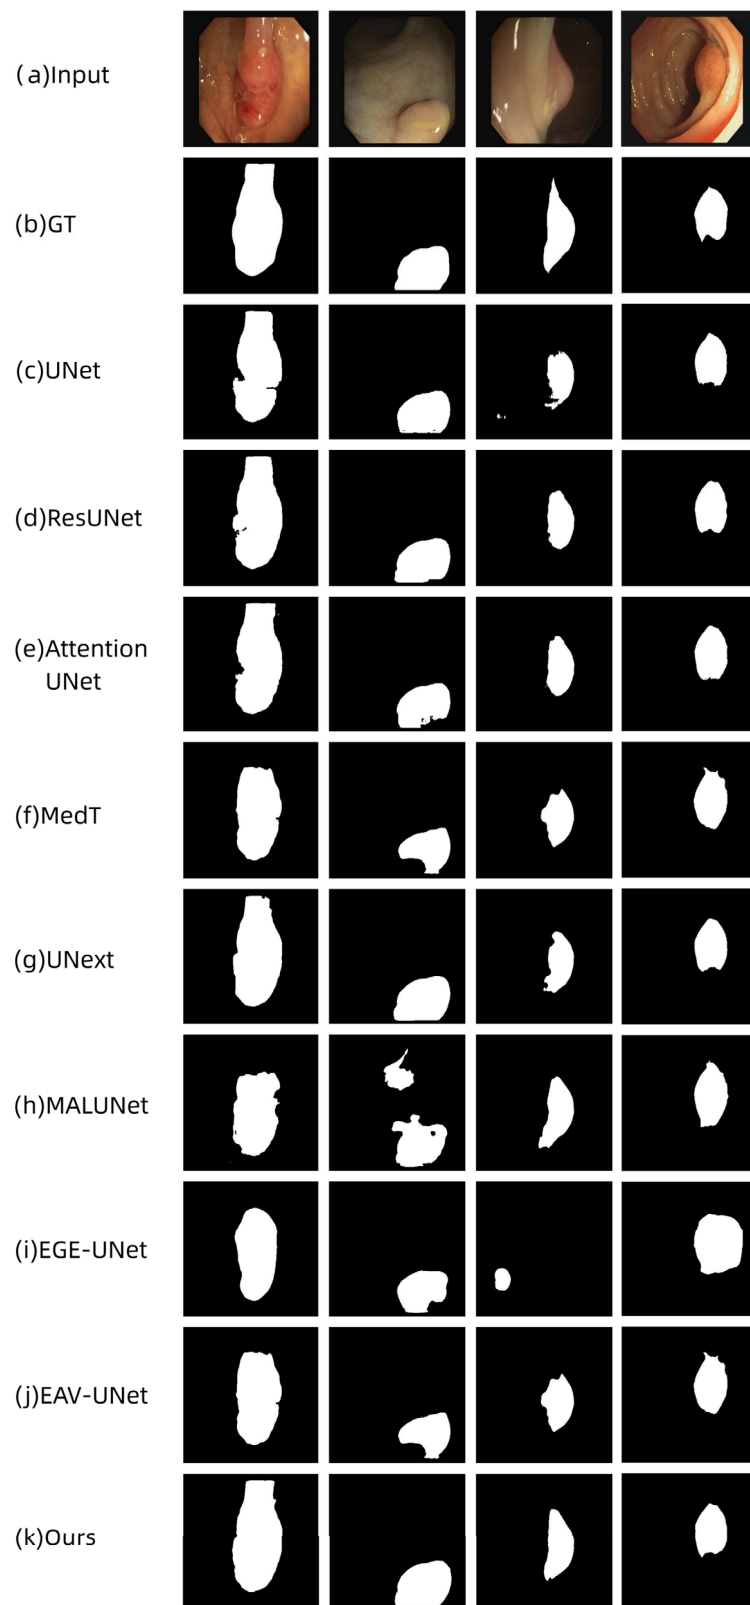 (a)Input
(b)GT
(c)UNet
(d)ResUNet
(e)Attention
UNet
(f)MedT
(g)UNext
(h)MALUNet
(i)EGE-UNet
(j)EAV-UNet
(k)Ours